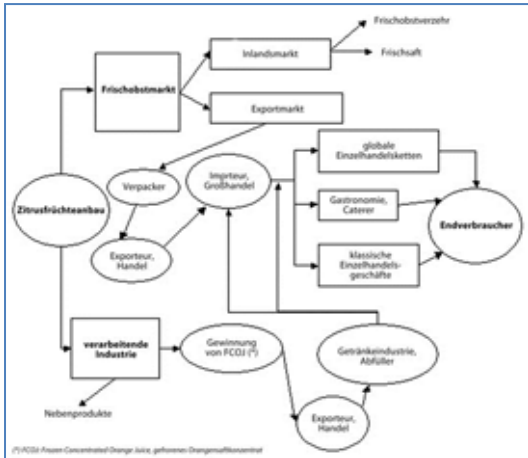 Frischobstverzehr
Inlandsmarkt
Frischsaft
Frischobstmarkt
Exportmarkt
globale
Einzelhandelsketten
Verpacker
Imprteur,
Großhandel
Zitrusfrüchteanbau
Gastronomie,
Caterer
Endverbraucher
Exporteur,
Handel
klassische
Einzelhandels-
geschäfte
verarbeitende
Industrie
Gewinnung
von FCOJ (*)
Getränkeindustrie,
Abfüller
Nebenprodukte
Exporteur,
Handel
(*) FCOJ: Frozen Concentrated Orange Juice, gefrorenes Orangensaftkonzentrat